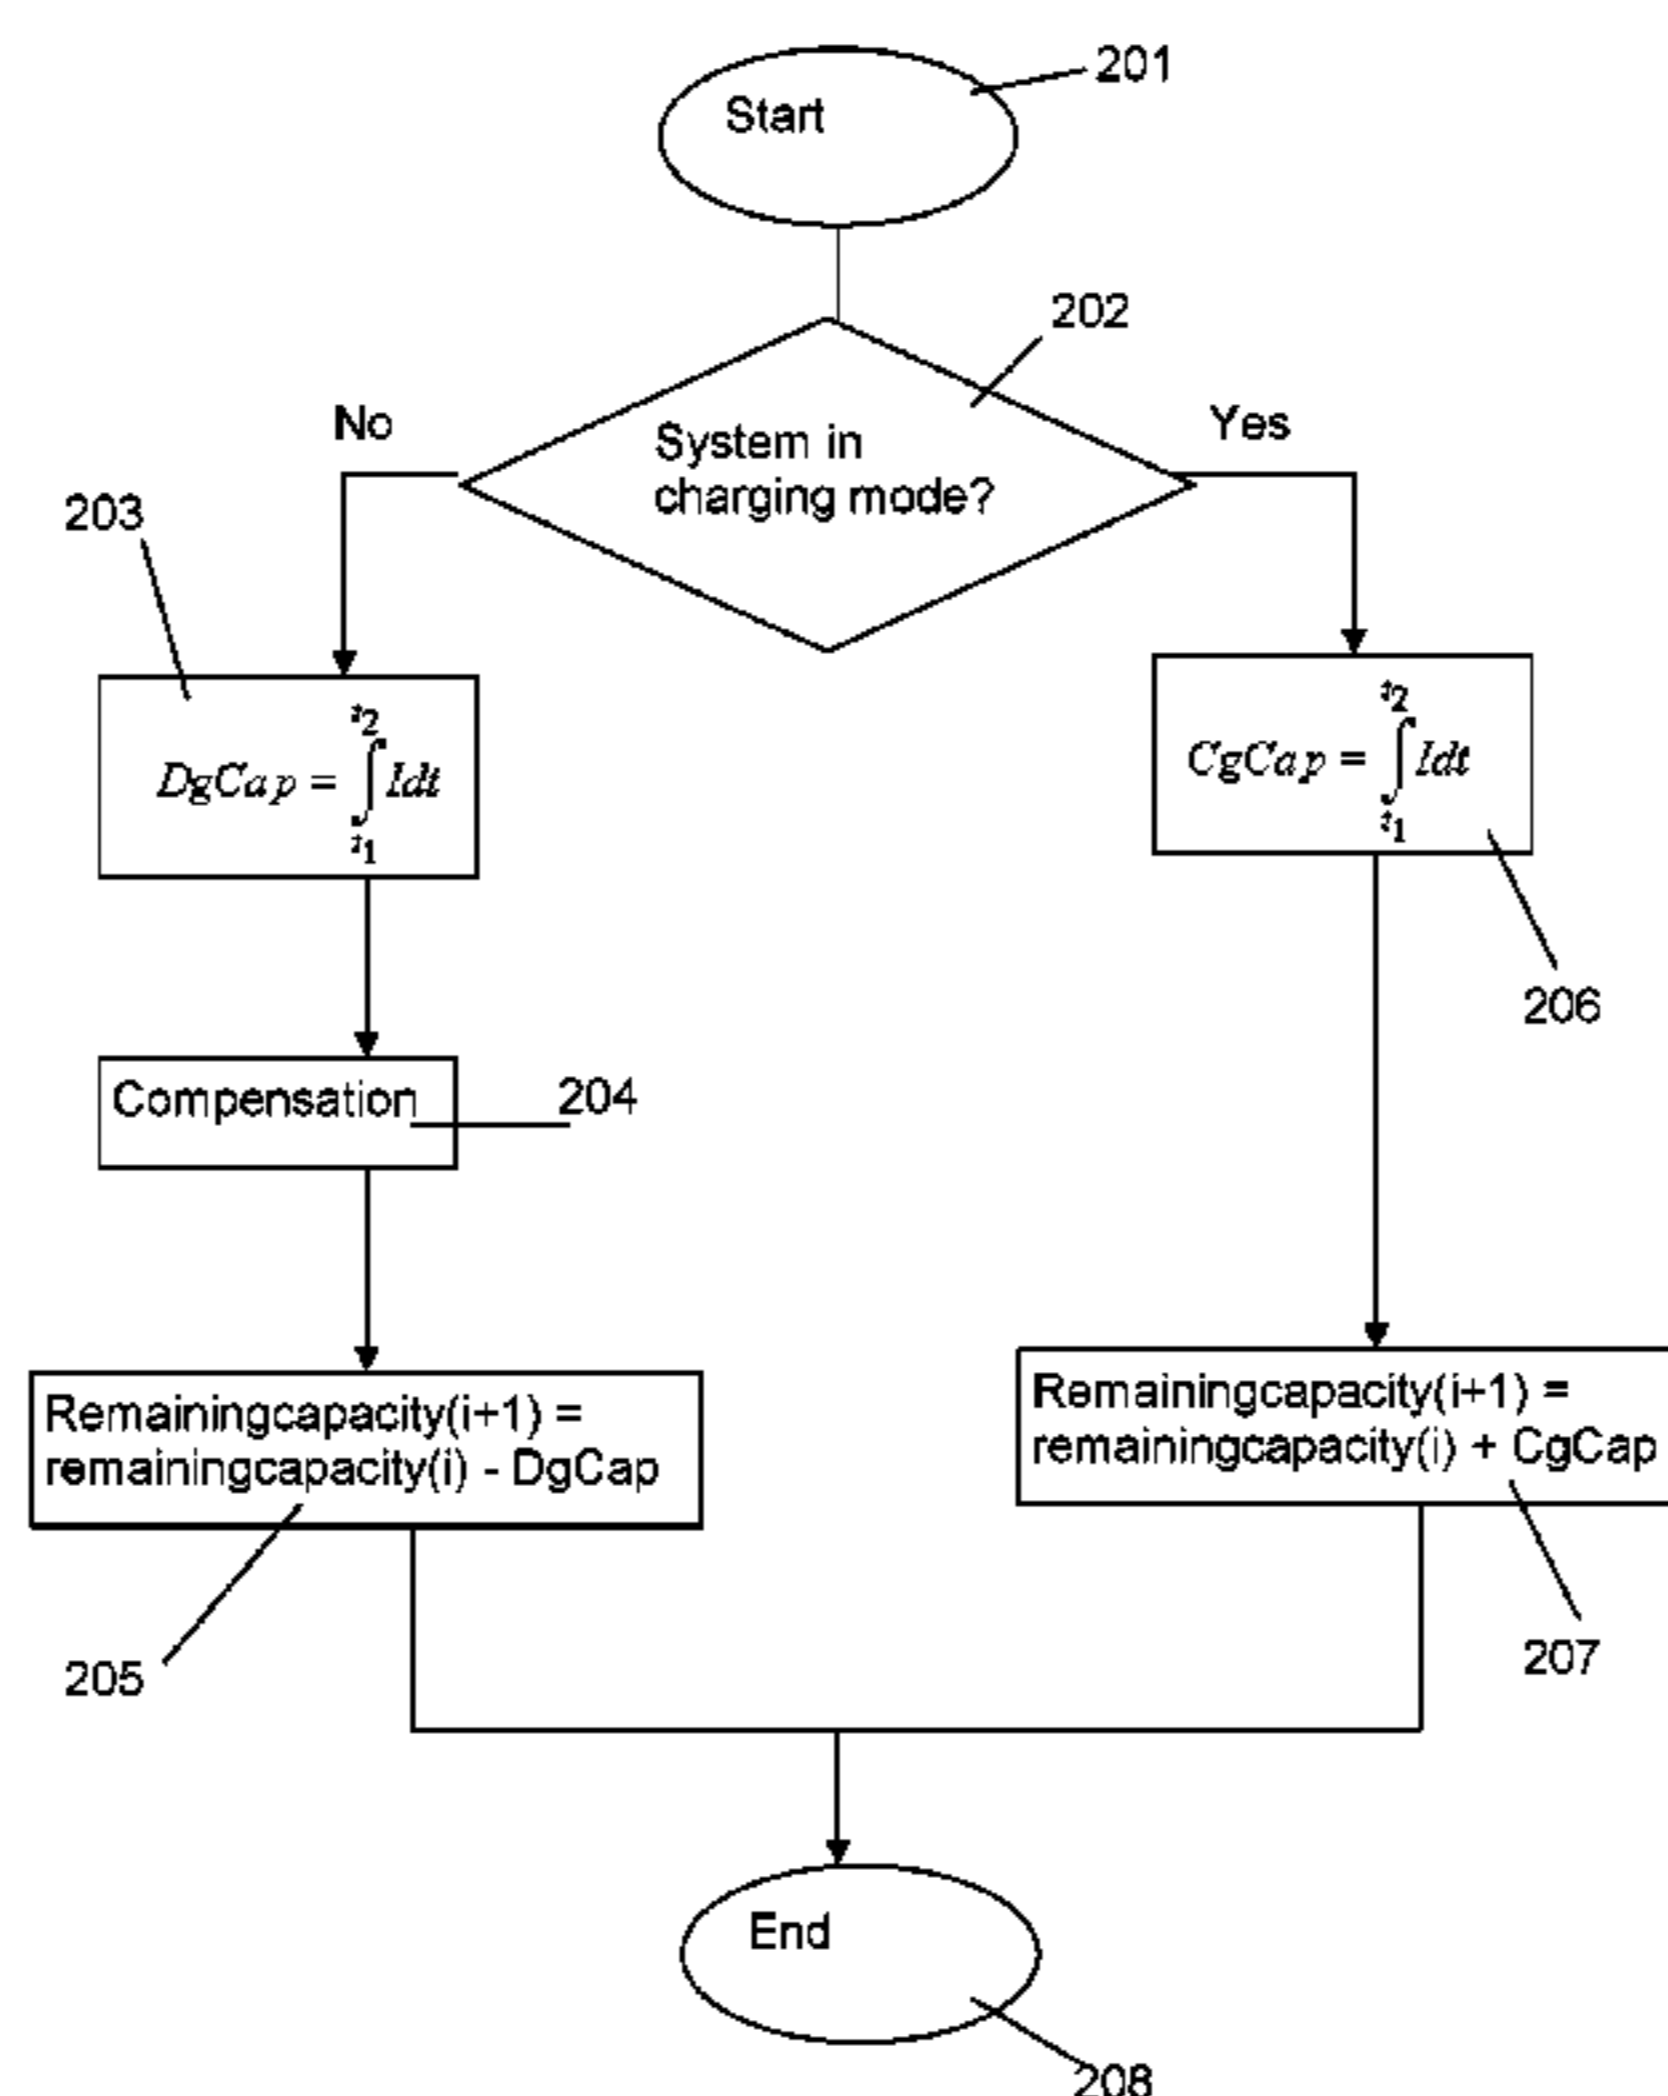 Start
201
202
No
System in
charging mode?
Yes
203
DgCap = ∫ Idt
t2
t1
CgCap = ∫ Idt
t2
t1
206
Compensation
204
Remainingcapacity(i+1) =
remainingcapacity(i) - DgCap
Remainingcapacity(i+1) =
remainingcapacity(i) + CgCap
205
207
End
208